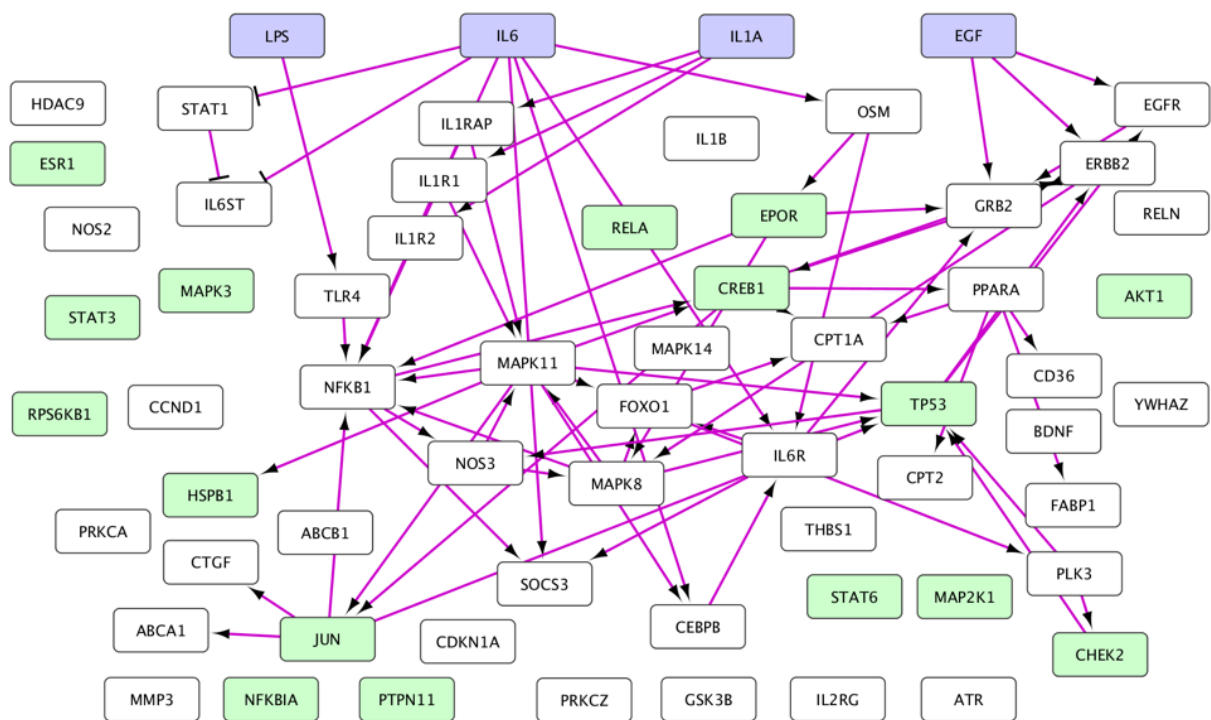 LPS
IL6
IL1A
EGF
HDAC9
STAT1
IL1RAP
IL1B
OSM
EGFR
ESR1
IL6ST
IL1R1
ERBB2
NOS2
IL1R2
RELA
EPOR
GRB2
RELN
MAPK3
STAT3
TLR4
CREB1
PPARA
AKT1
MAPK14
CPT1A
NFKB1
MAPK11
CD36
RPS6KB1
CCND1
FOXO1
TP53
YWHAZ
BDNF
HSPB1
NOS3
MAPK8
IL6R
CPT2
FABP1
PRKCA
ABCB1
THBS1
CTGF
SOCS3
PLK3
STAT6
MAP2K1
ABCA1
JUN
CDKN1A
CEBPB
CHEK2
MMP3
NFKBIA
PTPN11
PRKCZ
GSK3B
IL2RG
ATR